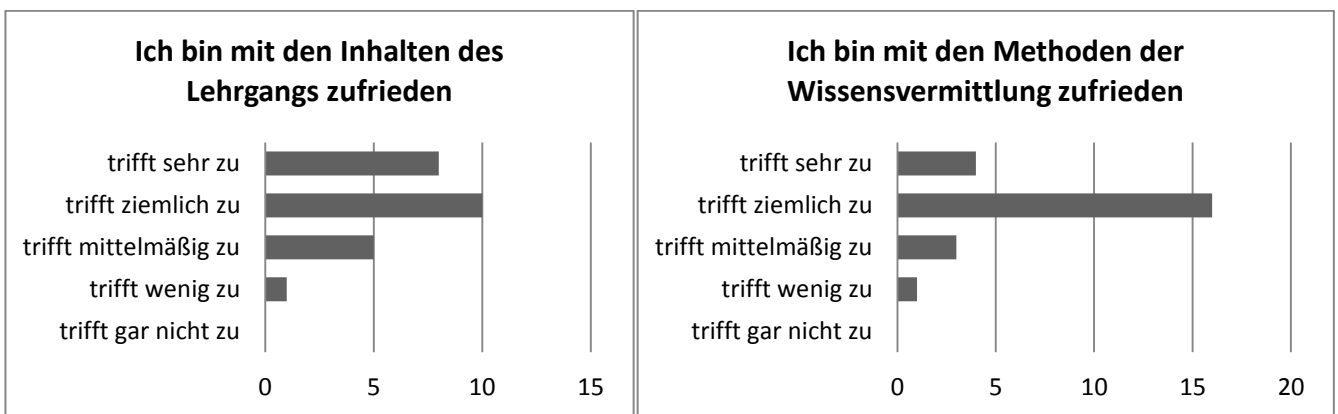 Ich bin mit den Inhalten des
Lehrgangs zufrieden
trifft sehr zu
trifft ziemlich zu
trifft mittelmäßig zu
trifft wenig zu
trifft gar nicht zu
0 5 10 15
Ich bin mit den Methoden der
Wissensvermittlung zufrieden
trifft sehr zu
trifft ziemlich zu
trifft mittelmäßig zu
trifft wenig zu
trifft gar nicht zu
0 5 10 15 20